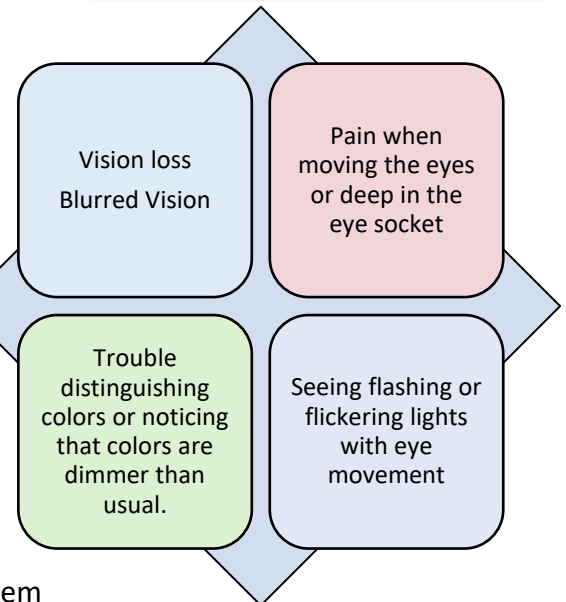 Vision loss
Blurred Vision
Pain when
moving the eyes
or deep in the
eye socket
Trouble
distinguishing
colors or noticing
that colors are
dimmer than
usual.
Seeing flashing or
flickering lights
with eye
movement